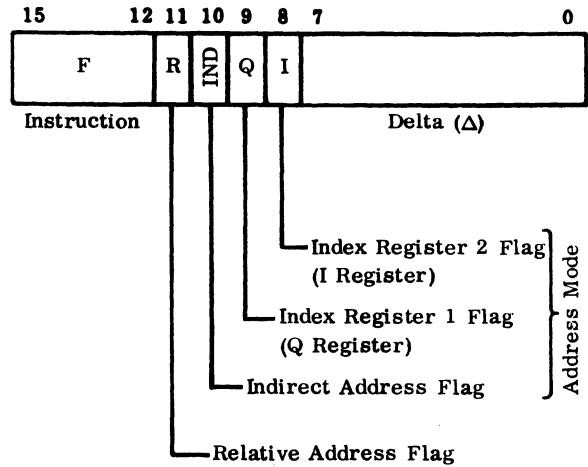 15 12 11 10 9 8 7 0
F R IND Q I
Instruction Delta (Δ)
Index Register 2 Flag
(I Register)
Index Register 1 Flag
(Q Register)
Indirect Address Flag
Relative Address Flag
Address Mode